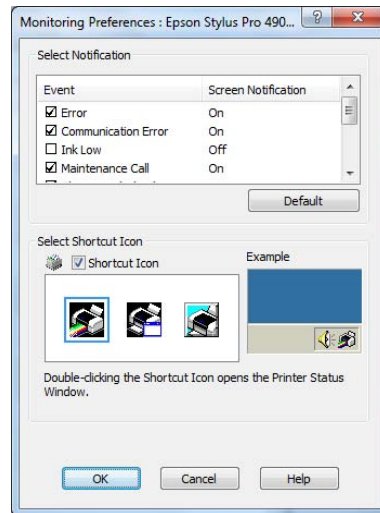 Monitoring Preferences : Epson Stylus Pro 490...
Select Notification
Event Screen Notification
Error On
Communication Error On
Ink Low Off
Maintenance Call On
Default
Select Shortcut Icon
Shortcut Icon
Example
Double-clicking the Shortcut Icon opens the Printer Status
Window.
OK Cancel Help